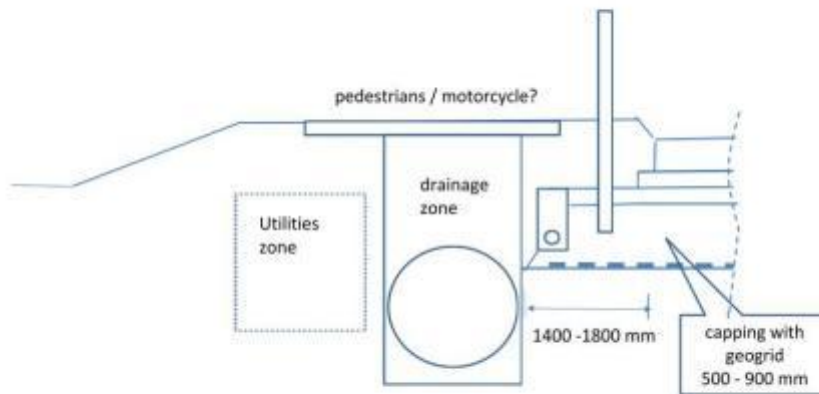 pedestrians / motorcycle?
drainage
zone
Utilities
zone
1400 -1800 mm
capping with
geogrid
500 - 900 mm